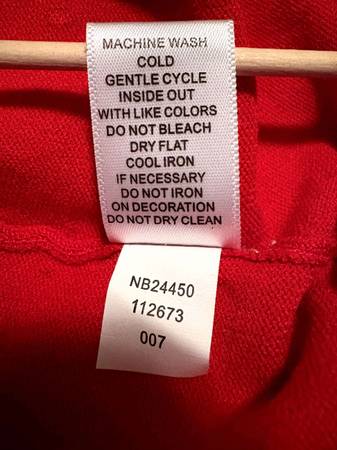 MACHINE WASH
COLD
GENTLE CYCLE
INSIDE OUT
WITH LIKE COLORS
DO NOT BLEACH
DRY FLAT
COOL IRON
IF NECESSARY
DO NOT IRON
ON DECORATION
DO NOT DRY CLEAN
NB24450
112673
007